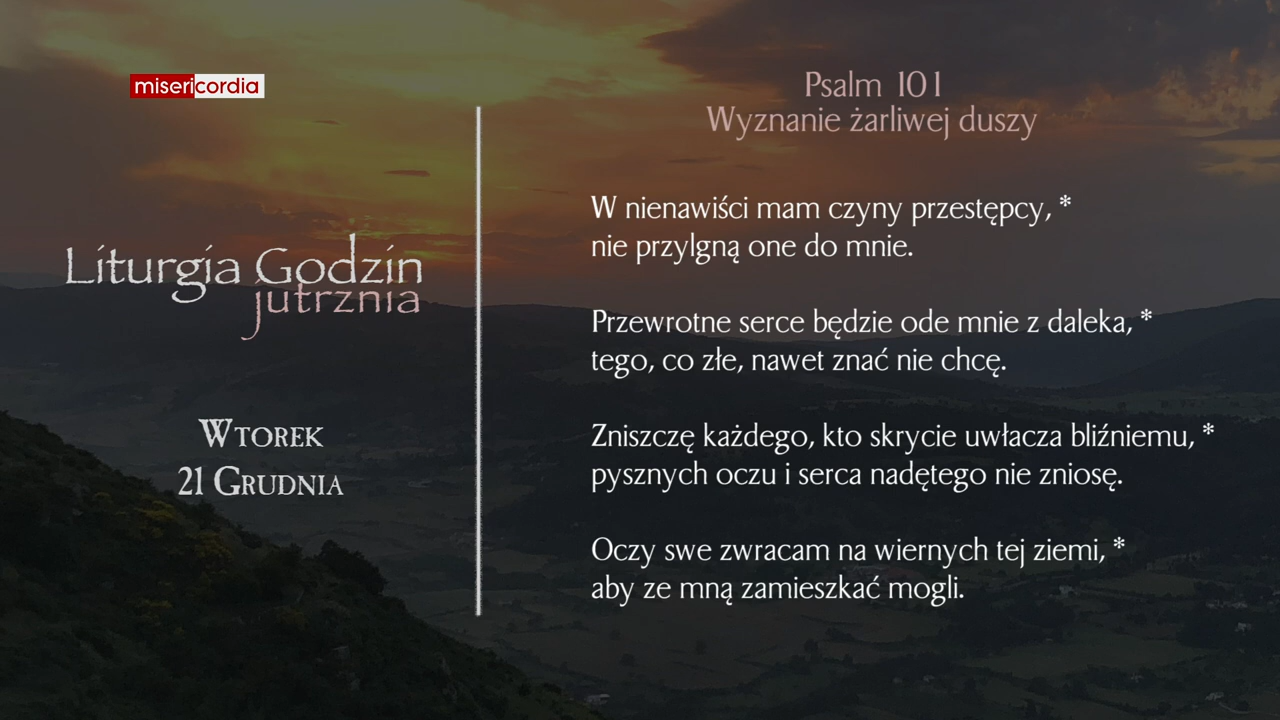 misericordia
Liturgia Godzin
jutrznia
Wtorek
21 Grudnia
Psalm 101
Wyznanie żarliwej duszy
W nienawiści mam czyny przestępcy, *
nie przylgną one do mnie.
Przewrotne serce będzie ode mnie z daleka, *
tego, co złe, nawet znać nie chcę.
Zniszczę każdego, kto skrycie uwłacza bliźniemu, *
pysznych oczu i serca nadętego nie zniosę.
Oczy swe zwracam na wiernych tej ziemi, *
aby ze mną zamieszkać mogli.